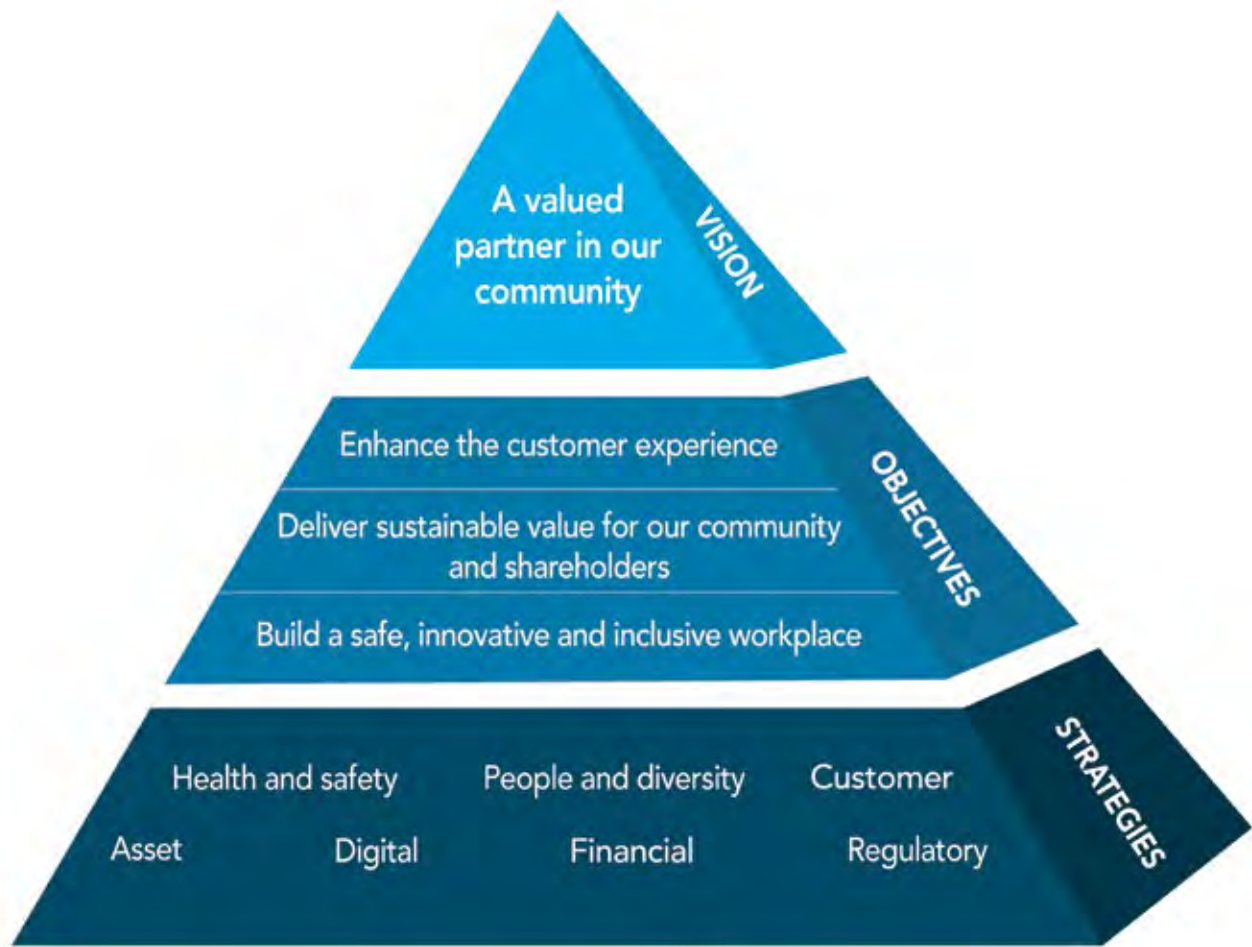 A valued
partner in our
community
VISION
Enhance the customer experience
Deliver sustainable value for our community
and shareholders
Build a safe, innovative and inclusive workplace
OBJECTIVES
Health and safety People and diversity Customer
Asset Digital Financial Regulatory
STRATEGIES